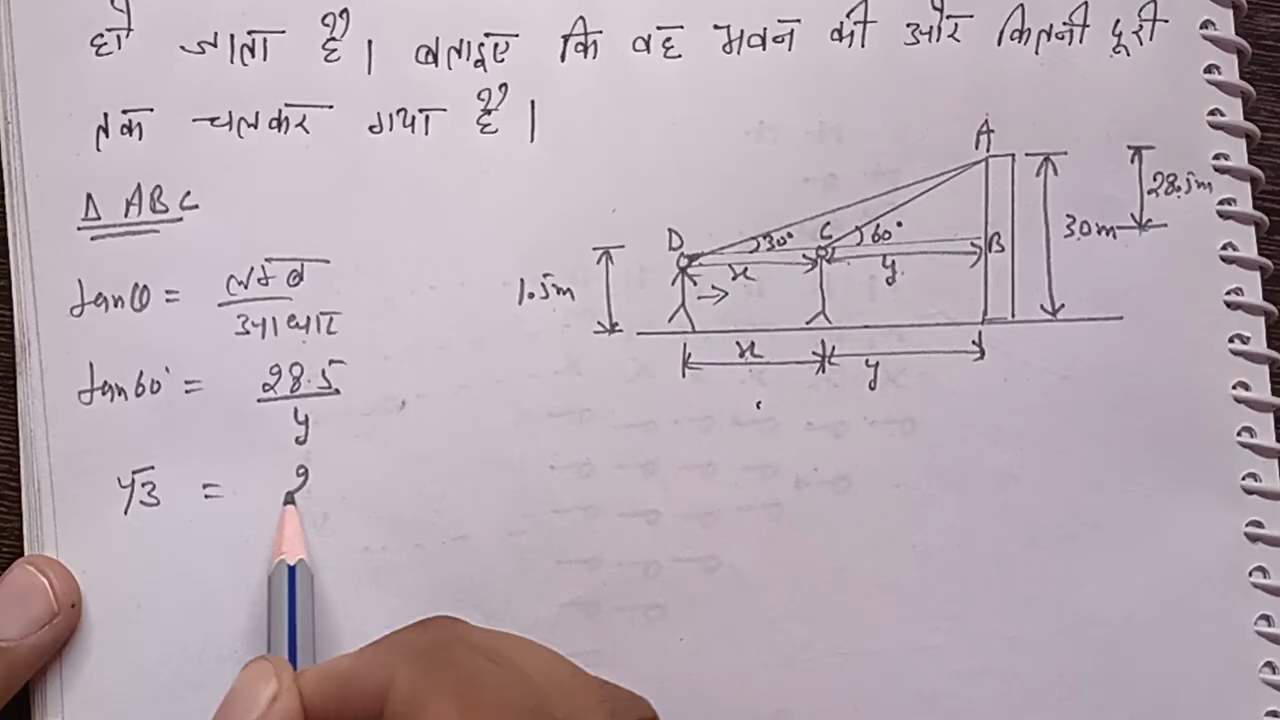 हो जाता है। बताइए कि वह भवन की ओर कितनी दूरी
तक चलकर गया है।
Δ ABC
tanθ = लम्ब / आधार
tan60° = 28.5 / y
√3 = 2
A
28.5m
30m
D 30° C 60° B
x y
1.5m
x y